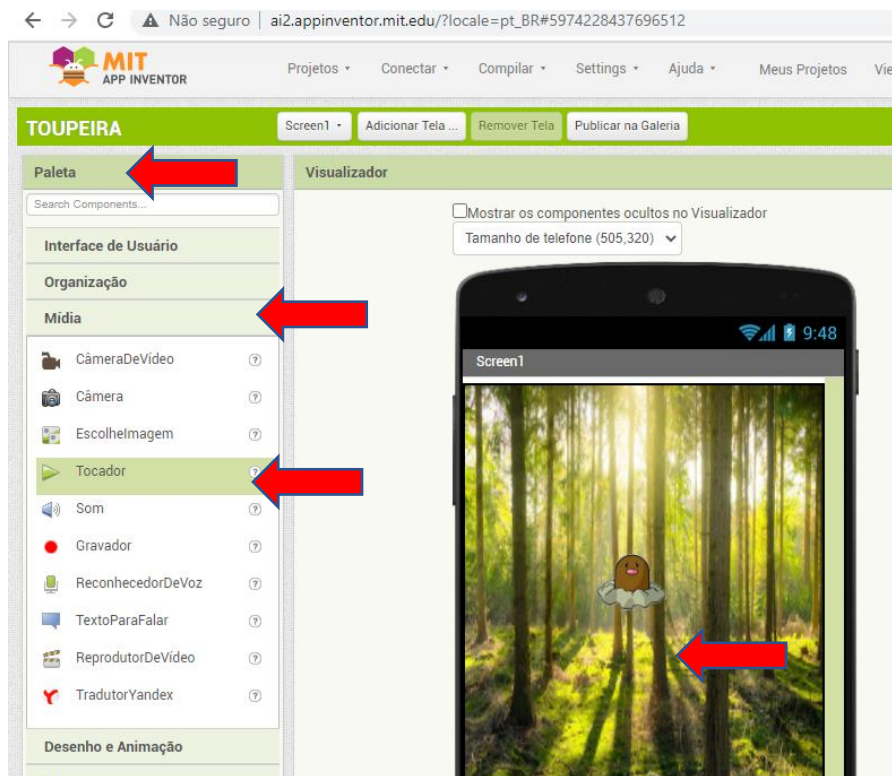 Não seguro ai2.appinventor.mit.edu/?locale=pt_BR#5974228437696512
MIT
APP INVENTOR
Projetos Conectar Compilar Settings Ajuda Meus Projetos Vie
TOUPEIRA
Screen1 Adicionar Tela ... Remover Tela Publicar na Galeria
Paleta
Visualizador
Search Components...
Mostrar os componentes ocultos no Visualizador
Tamanho de telefone (505,320)
Interface de Usuário
Organização
Mídia
9:48
Screen1
CâmeraDeVídeo ?
Câmera ?
EscolheImagem ?
Tocador ?
Som ?
Gravador ?
ReconhecedorDeVoz ?
TextoParaFalar ?
ReprodutorDeVídeo ?
TradutorYandex ?
Desenho e Animação